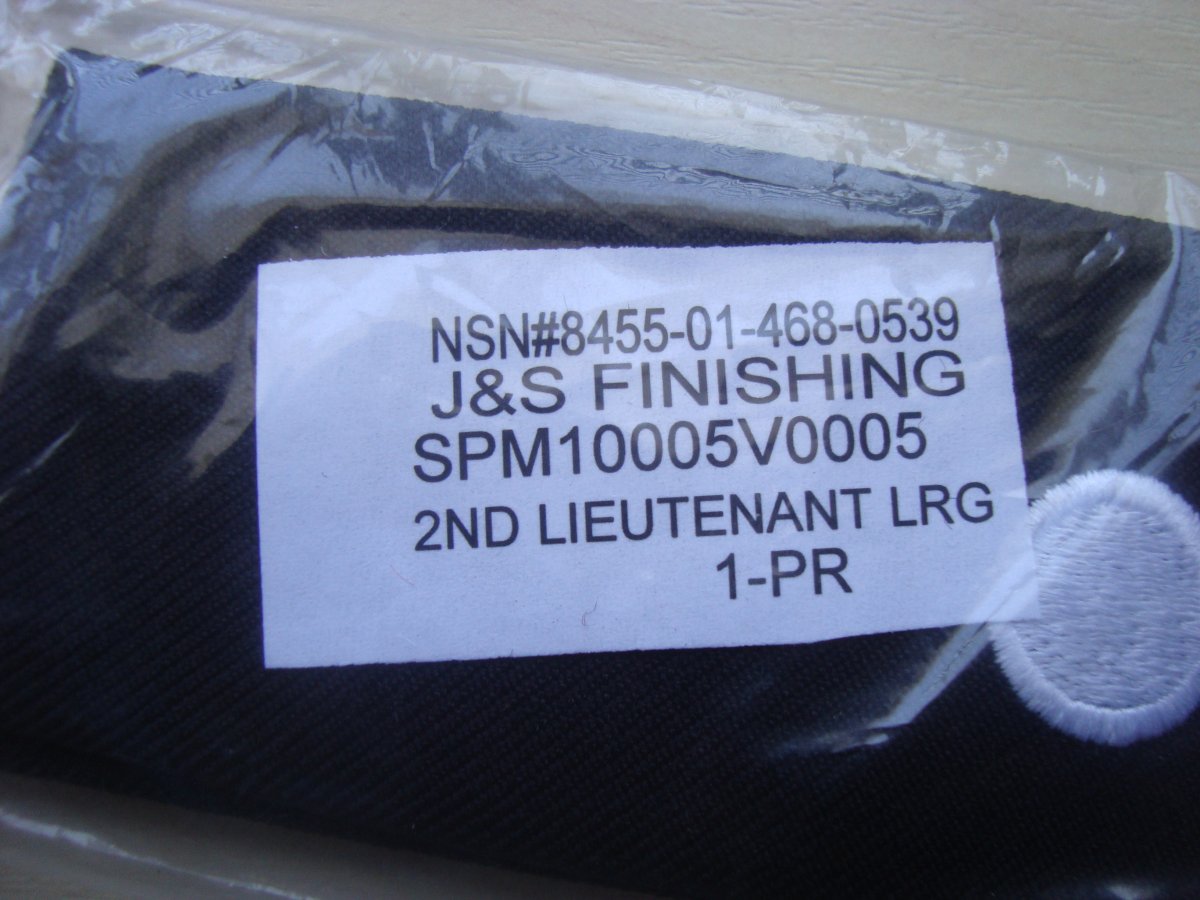 NSN#8455-01-468-0539
J&S FINISHING
SPM10005V0005
2ND LIEUTENANT LRG
1-PR